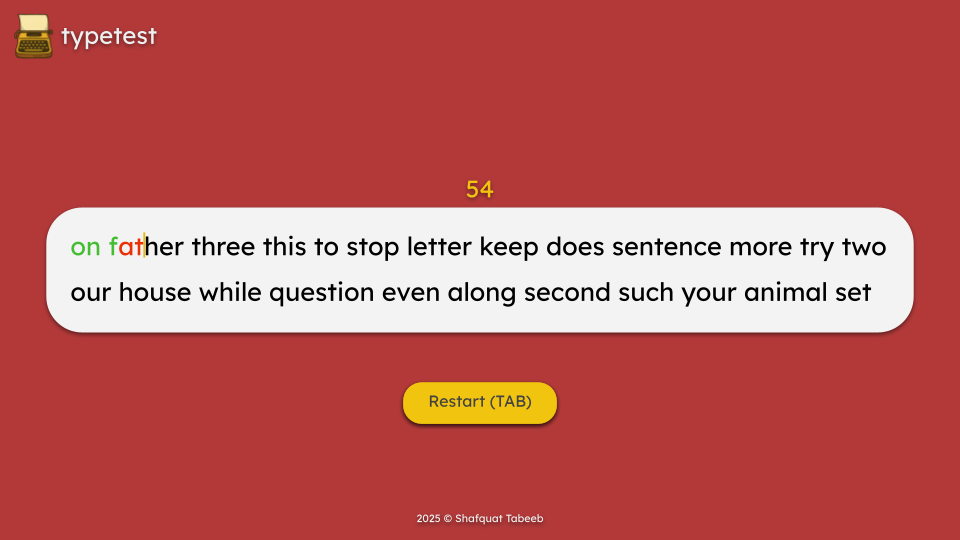 typetest
54
on father three this to stop letter keep does sentence more try two
our house while question even along second such your animal set
Restart (TAB)
2025 © Shafquat Tabeeb